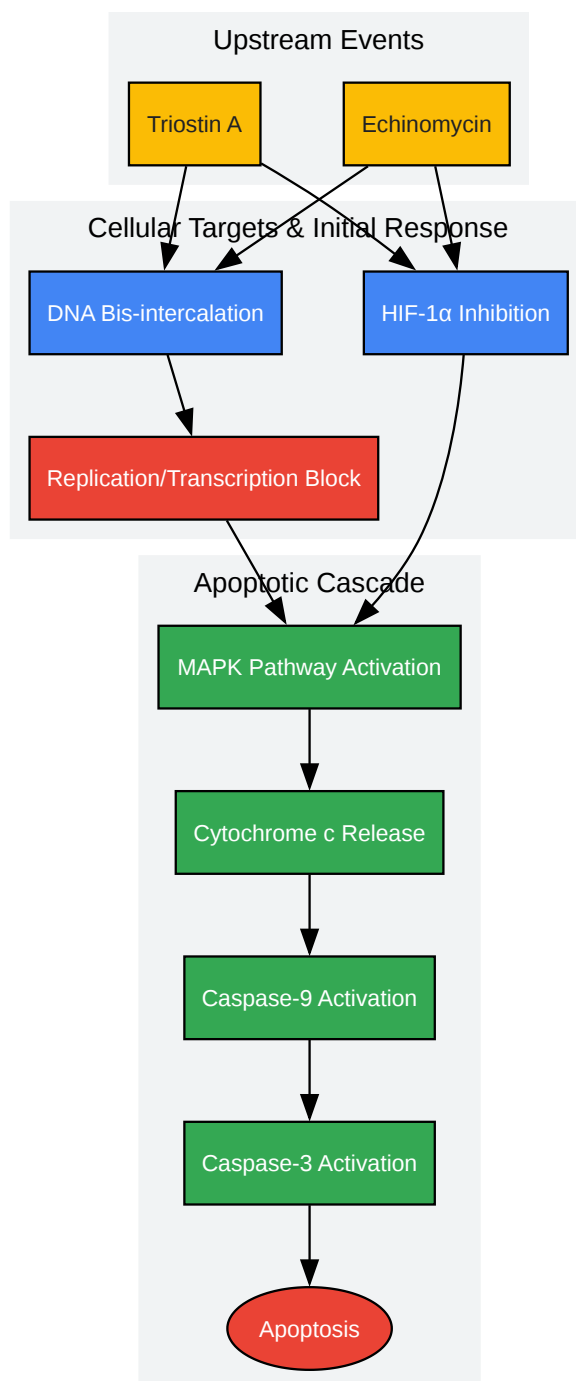 Upstream Events
Triostin A
Echinomycin
Cellular Targets & Initial Response
DNA Bis-intercalation
HIF-1α Inhibition
Replication/Transcription Block
Apoptotic Cascade
MAPK Pathway Activation
Cytochrome c Release
Caspase-9 Activation
Caspase-3 Activation
Apoptosis